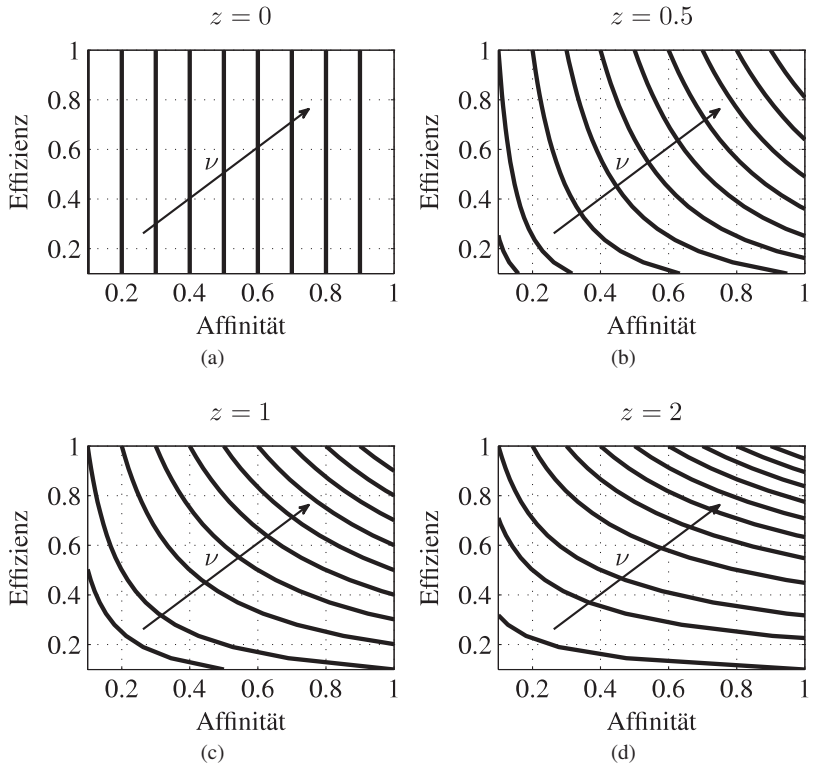 z = 0
1
0.8
0.6
0.4
0.2
Effizienz
ν
0.2 0.4 0.6 0.8 1
Affinität
(a)
z = 0.5
1
0.8
0.6
0.4
0.2
Effizienz
ν
0.2 0.4 0.6 0.8 1
Affinität
(b)
z = 1
1
0.8
0.6
0.4
0.2
Effizienz
ν
0.2 0.4 0.6 0.8 1
Affinität
(c)
z = 2
1
0.8
0.6
0.4
0.2
Effizienz
ν
0.2 0.4 0.6 0.8 1
Affinität
(d)